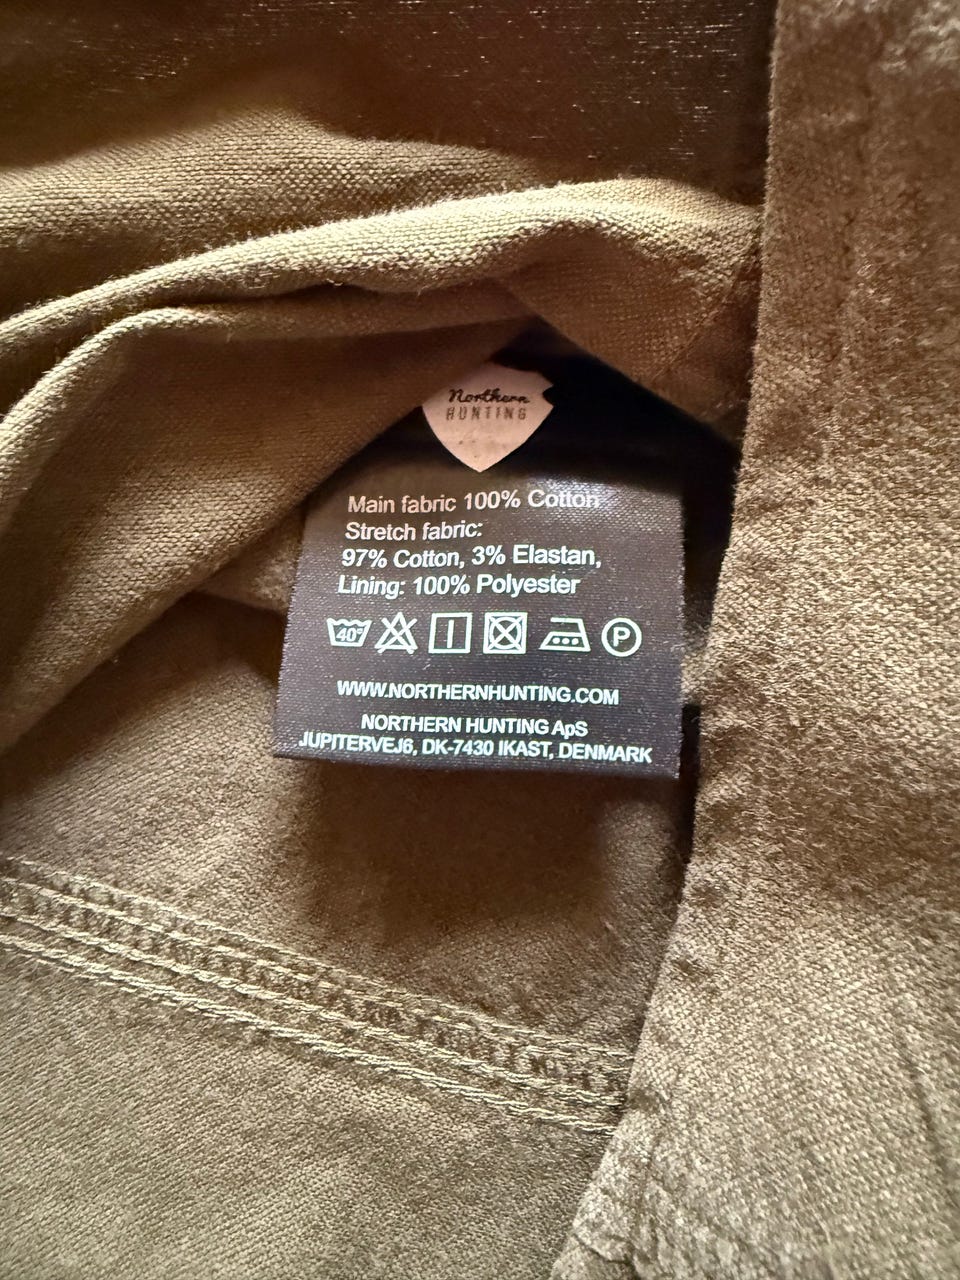 Northern
HUNTING
Main fabric 100% Cotton
Stretch fabric:
97% Cotton, 3% Elastan,
Lining: 100% Polyester
40° P
WWW.NORTHERNHUNTING.COM
NORTHERN HUNTING ApS
JUPITERVEJ6, DK-7430 IKAST, DENMARK